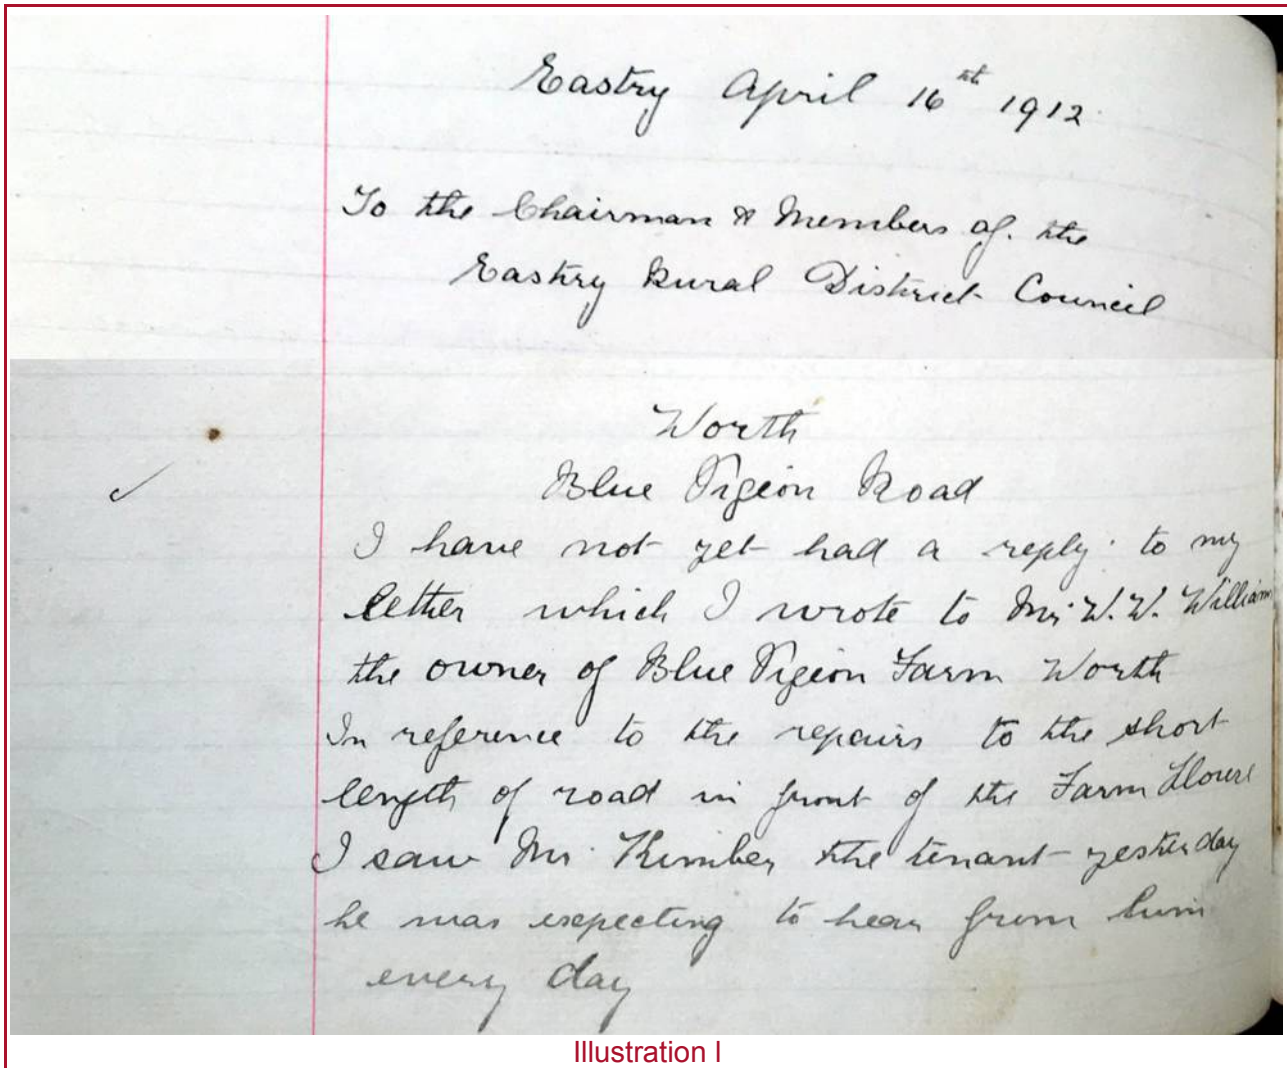 Eastry April 16th 1912
To the Chairman & Members of the
Eastry Rural District Council
Worth
Blue Pigeon Road
I have not yet had a reply to my
letter which I wrote to Mr W. W. William
the owner of Blue Pigeon Farm Worth
In reference to the repairs to the short
length of road in front of the Farm House
I saw Mr. Kimber the tenant yesterday
he was expecting to hear from him
every day
Illustration I